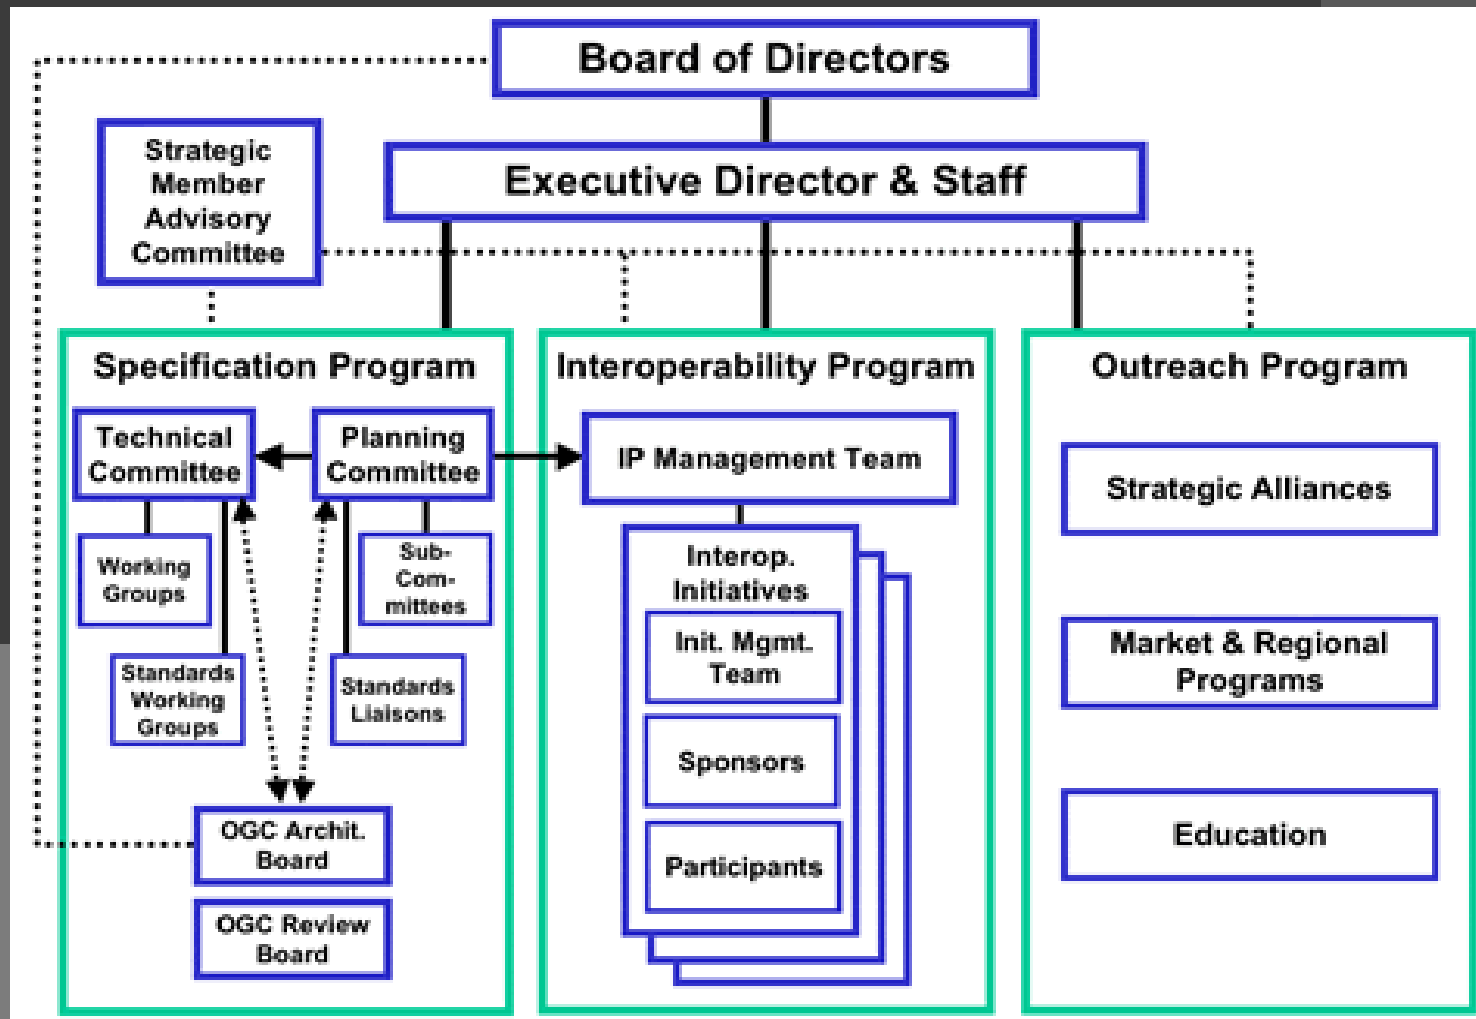 Board of Directors
Strategic
Member
Advisory
Committee
Executive Director & Staff
Specification Program
Technical
Committee
Planning
Committee
Working
Groups
Sub-
Com-
mittees
Standards
Working
Groups
Standards
Liaisons
OGC Archit.
Board
OGC Review
Board
Interoperability Program
IP Management Team
Interop.
Initiatives
Init. Mgmt.
Team
Sponsors
Participants
Outreach Program
Strategic Alliances
Market & Regional
Programs
Education